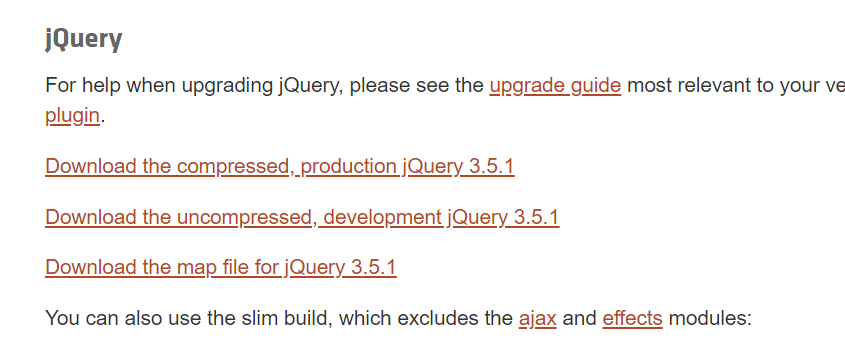 jQuery
For help when upgrading jQuery, please see the upgrade guide most relevant to your
plugin.
Download the compressed, production jQuery 3.5.1
Download the uncompressed, development jQuery 3.5.1
Download the map file for jQuery 3.5.1
You can also use the slim build, which excludes the ajax and effects modules: